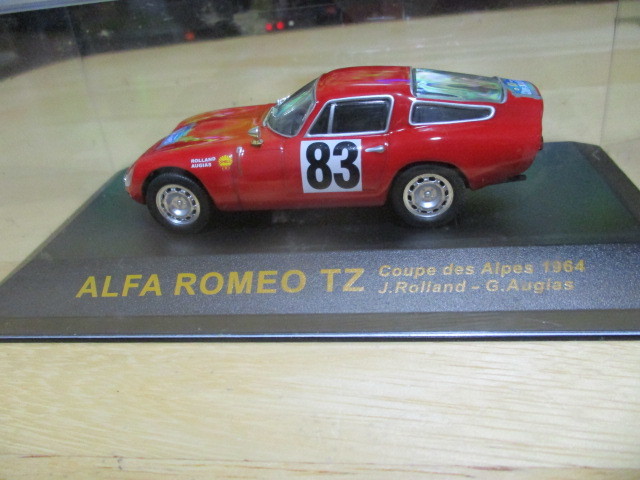 ROLLAND
AUGIAS
83
ALFA ROMEO TZ
Coupe des Alpes 1964
J.Rolland - G.Augias